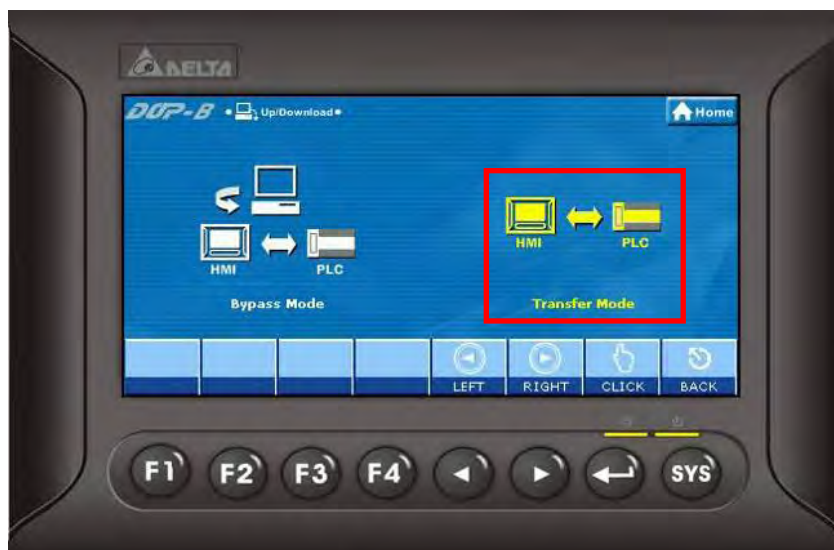 DELTA
DOP-B • Up/Download•
Home
HMI PLC
Bypass Mode
HMI PLC
Transfer Mode
LEFT RIGHT CLICK BACK
F1 F2 F3 F4 SYS